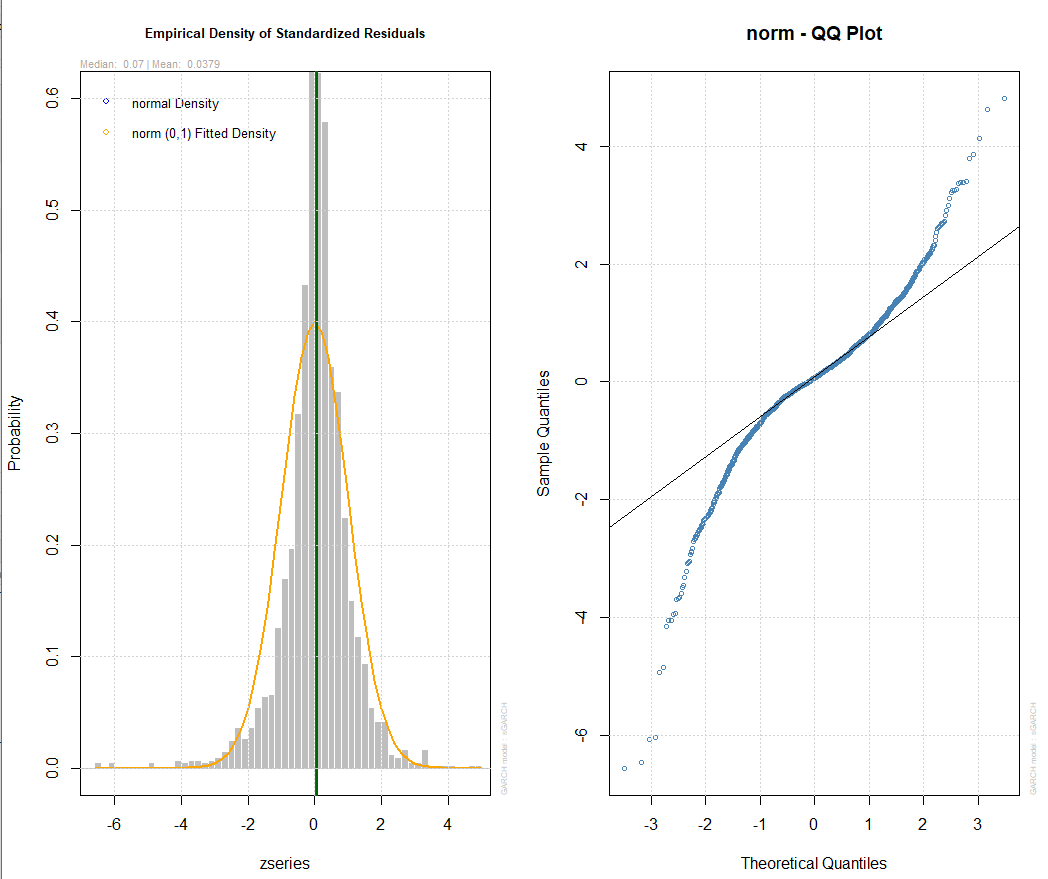 Empirical Density of Standardized Residuals
Median: 0.07 | Mean: 0.0379
normal Density
norm (0,1) Fitted Density
Probability
0.0
0.1
0.2
0.3
0.4
0.5
0.6
-6 -4 -2 0 2 4
zseries
GARCH model : sGARCH
norm - QQ Plot
Sample Quantiles
4
2
0
-2
-4
-6
-3 -2 -1 0 1 2 3
Theoretical Quantiles
GARCH model : sGARCH